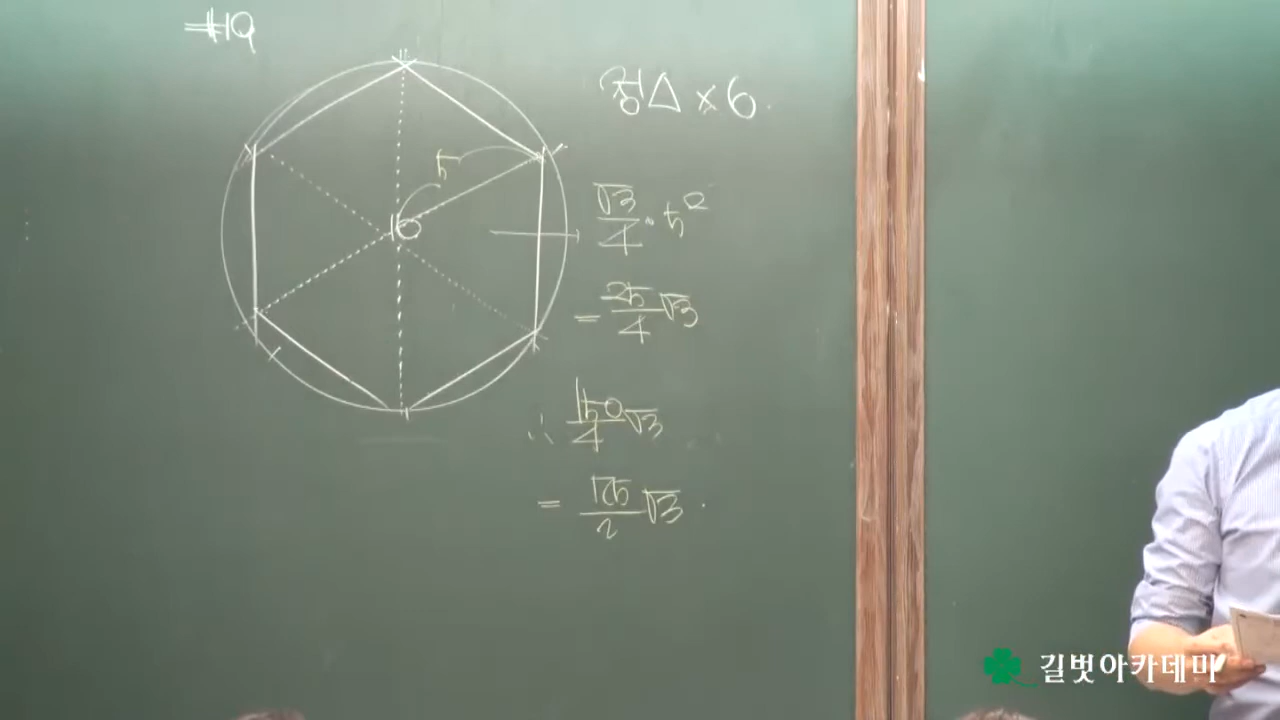 #19
5
정△×6.
√3/4 · 5²
= 25/4 √3
∴ 150/4 √3
= 75/2 √3 .
길벗아카데미